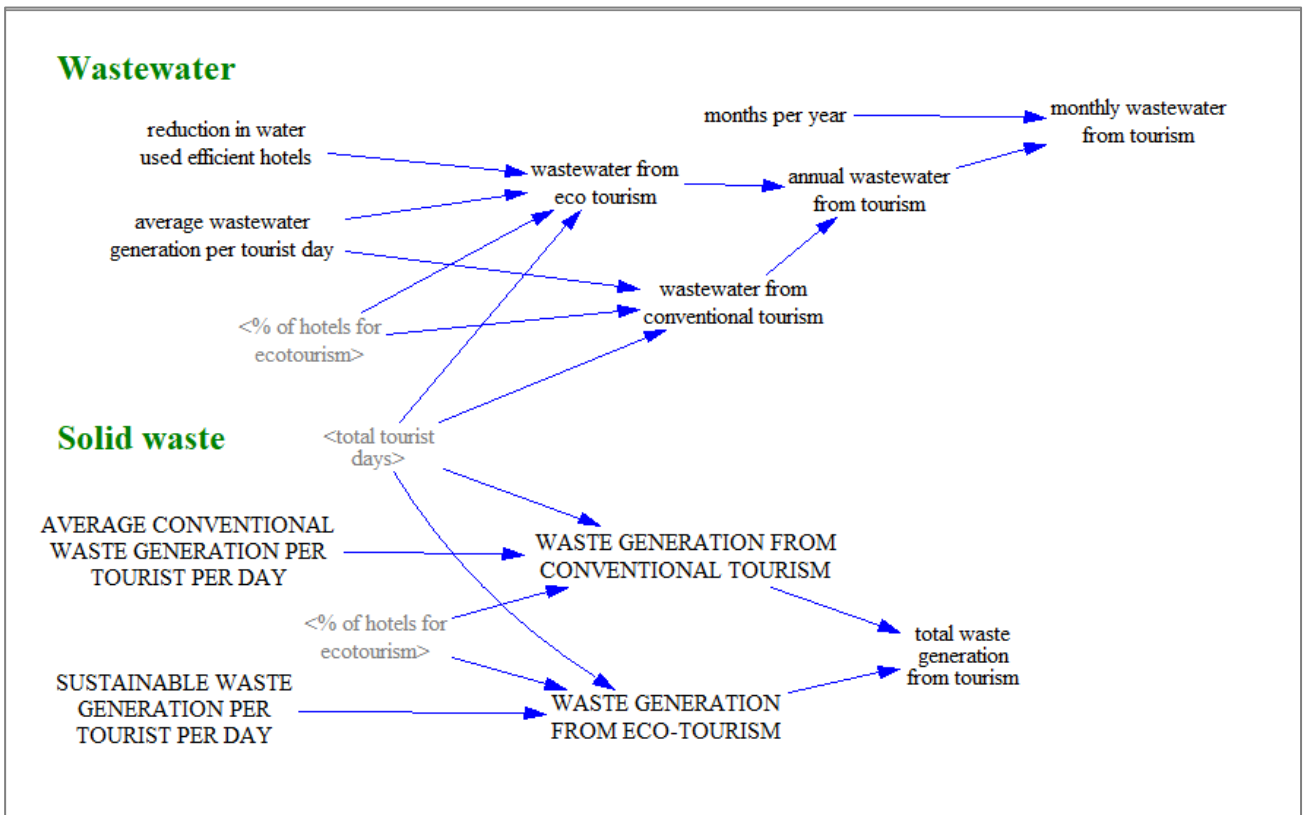 Wastewater
reduction in water
used efficient hotels
average wastewater
generation per tourist day
<% of hotels for
ecotourism>
wastewater from
eco tourism
wastewater from
conventional tourism
months per year
annual wastewater
from tourism
monthly wastewater
from tourism
Solid waste
<total tourist
days>
AVERAGE CONVENTIONAL
WASTE GENERATION PER
TOURIST PER DAY
<% of hotels for
ecotourism>
SUSTAINABLE WASTE
GENERATION PER
TOURIST PER DAY
WASTE GENERATION FROM
CONVENTIONAL TOURISM
WASTE GENERATION
FROM ECO-TOURISM
total waste
generation
from tourism